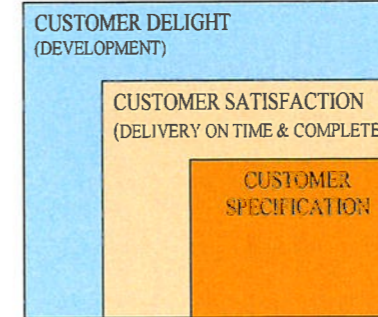 CUSTOMER DELIGHT
(DEVELOPMENT)
CUSTOMER SATISFACTION
(DELIVERY ON TIME & COMPLETE
CUSTOMER
SPECIFICATION